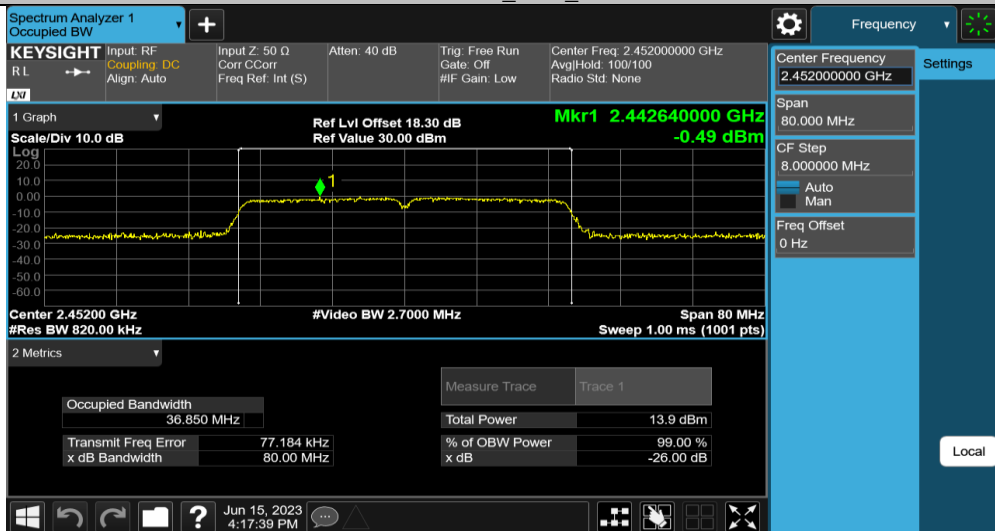 Spectrum Analyzer 1
Occupied BW
Frequency
KEYSIGHT
R L
LXI
Input: RF
Coupling: DC
Align: Auto
Input Z: 50 Ω
Corr CCorr
Freq Ref: Int (S)
Atten: 40 dB
Trig: Free Run
Gate: Off
#IF Gain: Low
Center Freq: 2.452000000 GHz
Avg|Hold: 100/100
Radio Std: None
Center Frequency
2.452000000 GHz
Settings
Span
80.000 MHz
CF Step
8.000000 MHz
Auto
Man
Freq Offset
0 Hz
1 Graph
Scale/Div 10.0 dB
Ref Lvl Offset 18.30 dB
Ref Value 30.00 dBm
Mkr1 2.442640000 GHz
-0.49 dBm
Log
20.0
10.0
0.00
-10.0
-20.0
-30.0
-40.0
-50.0
-60.0
1
Center 2.45200 GHz
#Res BW 820.00 kHz
#Video BW 2.7000 MHz
Span 80 MHz
Sweep 1.00 ms (1001 pts)
2 Metrics
Measure Trace Trace 1
Occupied Bandwidth
36.850 MHz
Total Power 13.9 dBm
Transmit Freq Error 77.184 kHz
% of OBW Power 99.00 %
x dB Bandwidth 80.00 MHz
x dB -26.00 dB
Local
?
Jun 15, 2023
4:17:39 PM